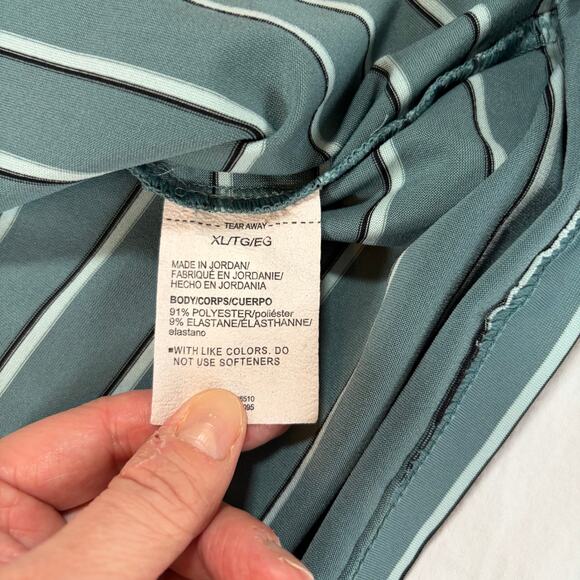 - TEAR AWAY -
XL/TG/EG
MADE IN JORDAN/
FABRIQUÉ EN JORDANIE/
HECHO EN JORDANIA
BODY/CORPS/CUERPO
91% POLYESTER/poliéster
9% ELASTANE/ÉLASTHANNE/
elastano
■WITH LIKE COLORS. DO
NOT USE SOFTENERS